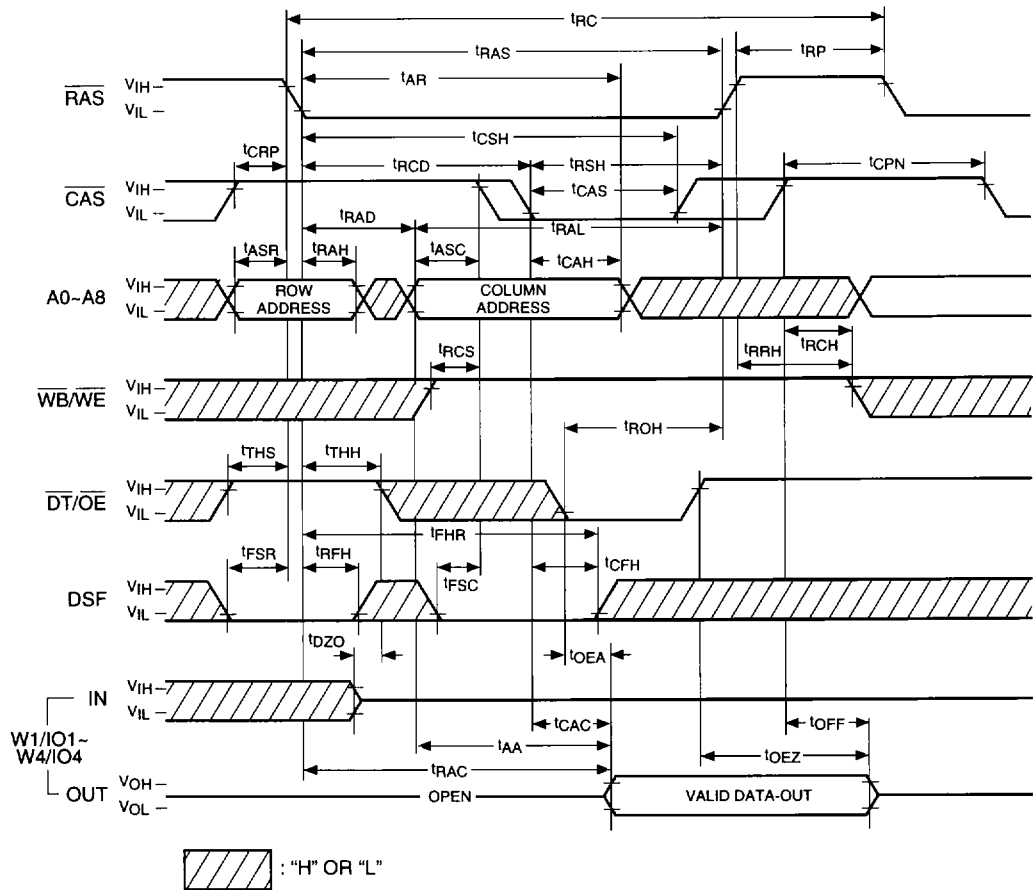 tRC
tRAS
tRP
tAR
RAS
VIH
VIL
tCSH
tCRP
tRCD
tRSH
tCPN
tCAS
CAS
VIH
VIL
tRAD
tRAL
tASR
tRAH
tASC
tCAH
A0~A8
VIH
VIL
ROW
ADDRESS
COLUMN
ADDRESS
tRCS
tRCH
tRRH
WB/WE
VIH
VIL
tROH
tTHS
tTHH
DT/OE
VIH
VIL
tFHR
tFSR
tRFH
tFSC
tCFH
DSF
VIH
VIL
tDZO
tOEA
IN
VIH
VIL
W1/IO1~
W4/IO4
tCAC
tOFF
tAA
tOEZ
tRAC
OUT
VOH
VOL
OPEN
VALID DATA-OUT
: "H" OR "L"